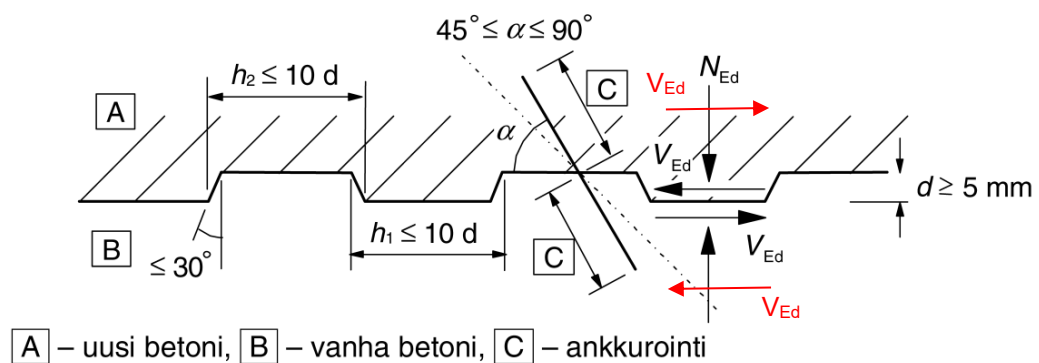 45° ≤ α ≤ 90°
h₂ ≤ 10 d
N_Ed
V_Ed
A
C
α
V_Ed
d ≥ 5 mm
B
≤ 30°
h₁ ≤ 10 d
C
V_Ed
V_Ed
A – uusi betoni, B – vanha betoni, C – ankkurointi